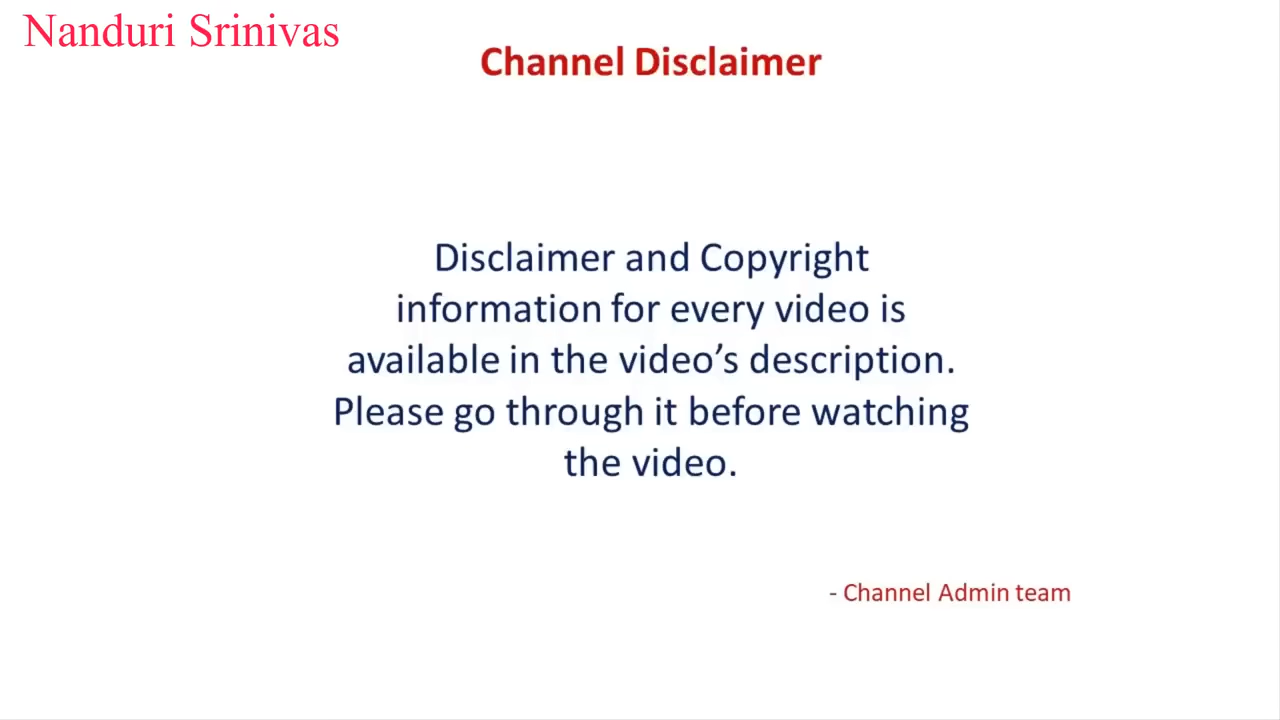 Nanduri Srinivas
Channel Disclaimer
Disclaimer and Copyright
information for every video is
available in the video’s description.
Please go through it before watching
the video.
- Channel Admin team